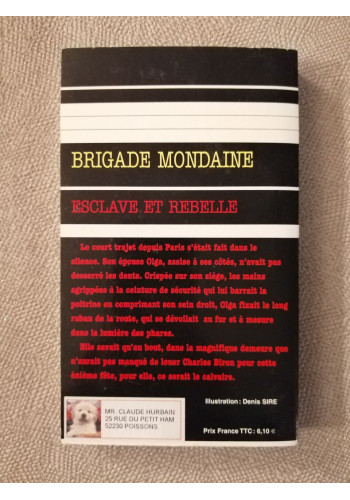 BRIGADE MONDAINE
ESCLAVE ET REBELLE
Le court trajet depuis Paris s'était fait dans le
silence. Son épouse Olga, assise à ses côtés, n'avait pas
desserré les dents. Crispée sur son siège, les mains
agrippées à la ceinture de sécurité qui lui barrait la
poitrine en comprimant son sein droit, Olga fixait le long
ruban de la route, qui se dévoilait au fur et à mesure
dans la lumière des phares.
Elle savait qu'au bout, dans la magnifique demeure que
n'aurait pas manqué de louer Charles Biron pour cette
énième fête, pour elle, ce serait le calvaire.
Illustration : Denis SIRE
MR. CLAUDE HURBAIN
25 RUE DU PETIT HAM
52230 POISSONS
Prix France TTC : 6,10 €